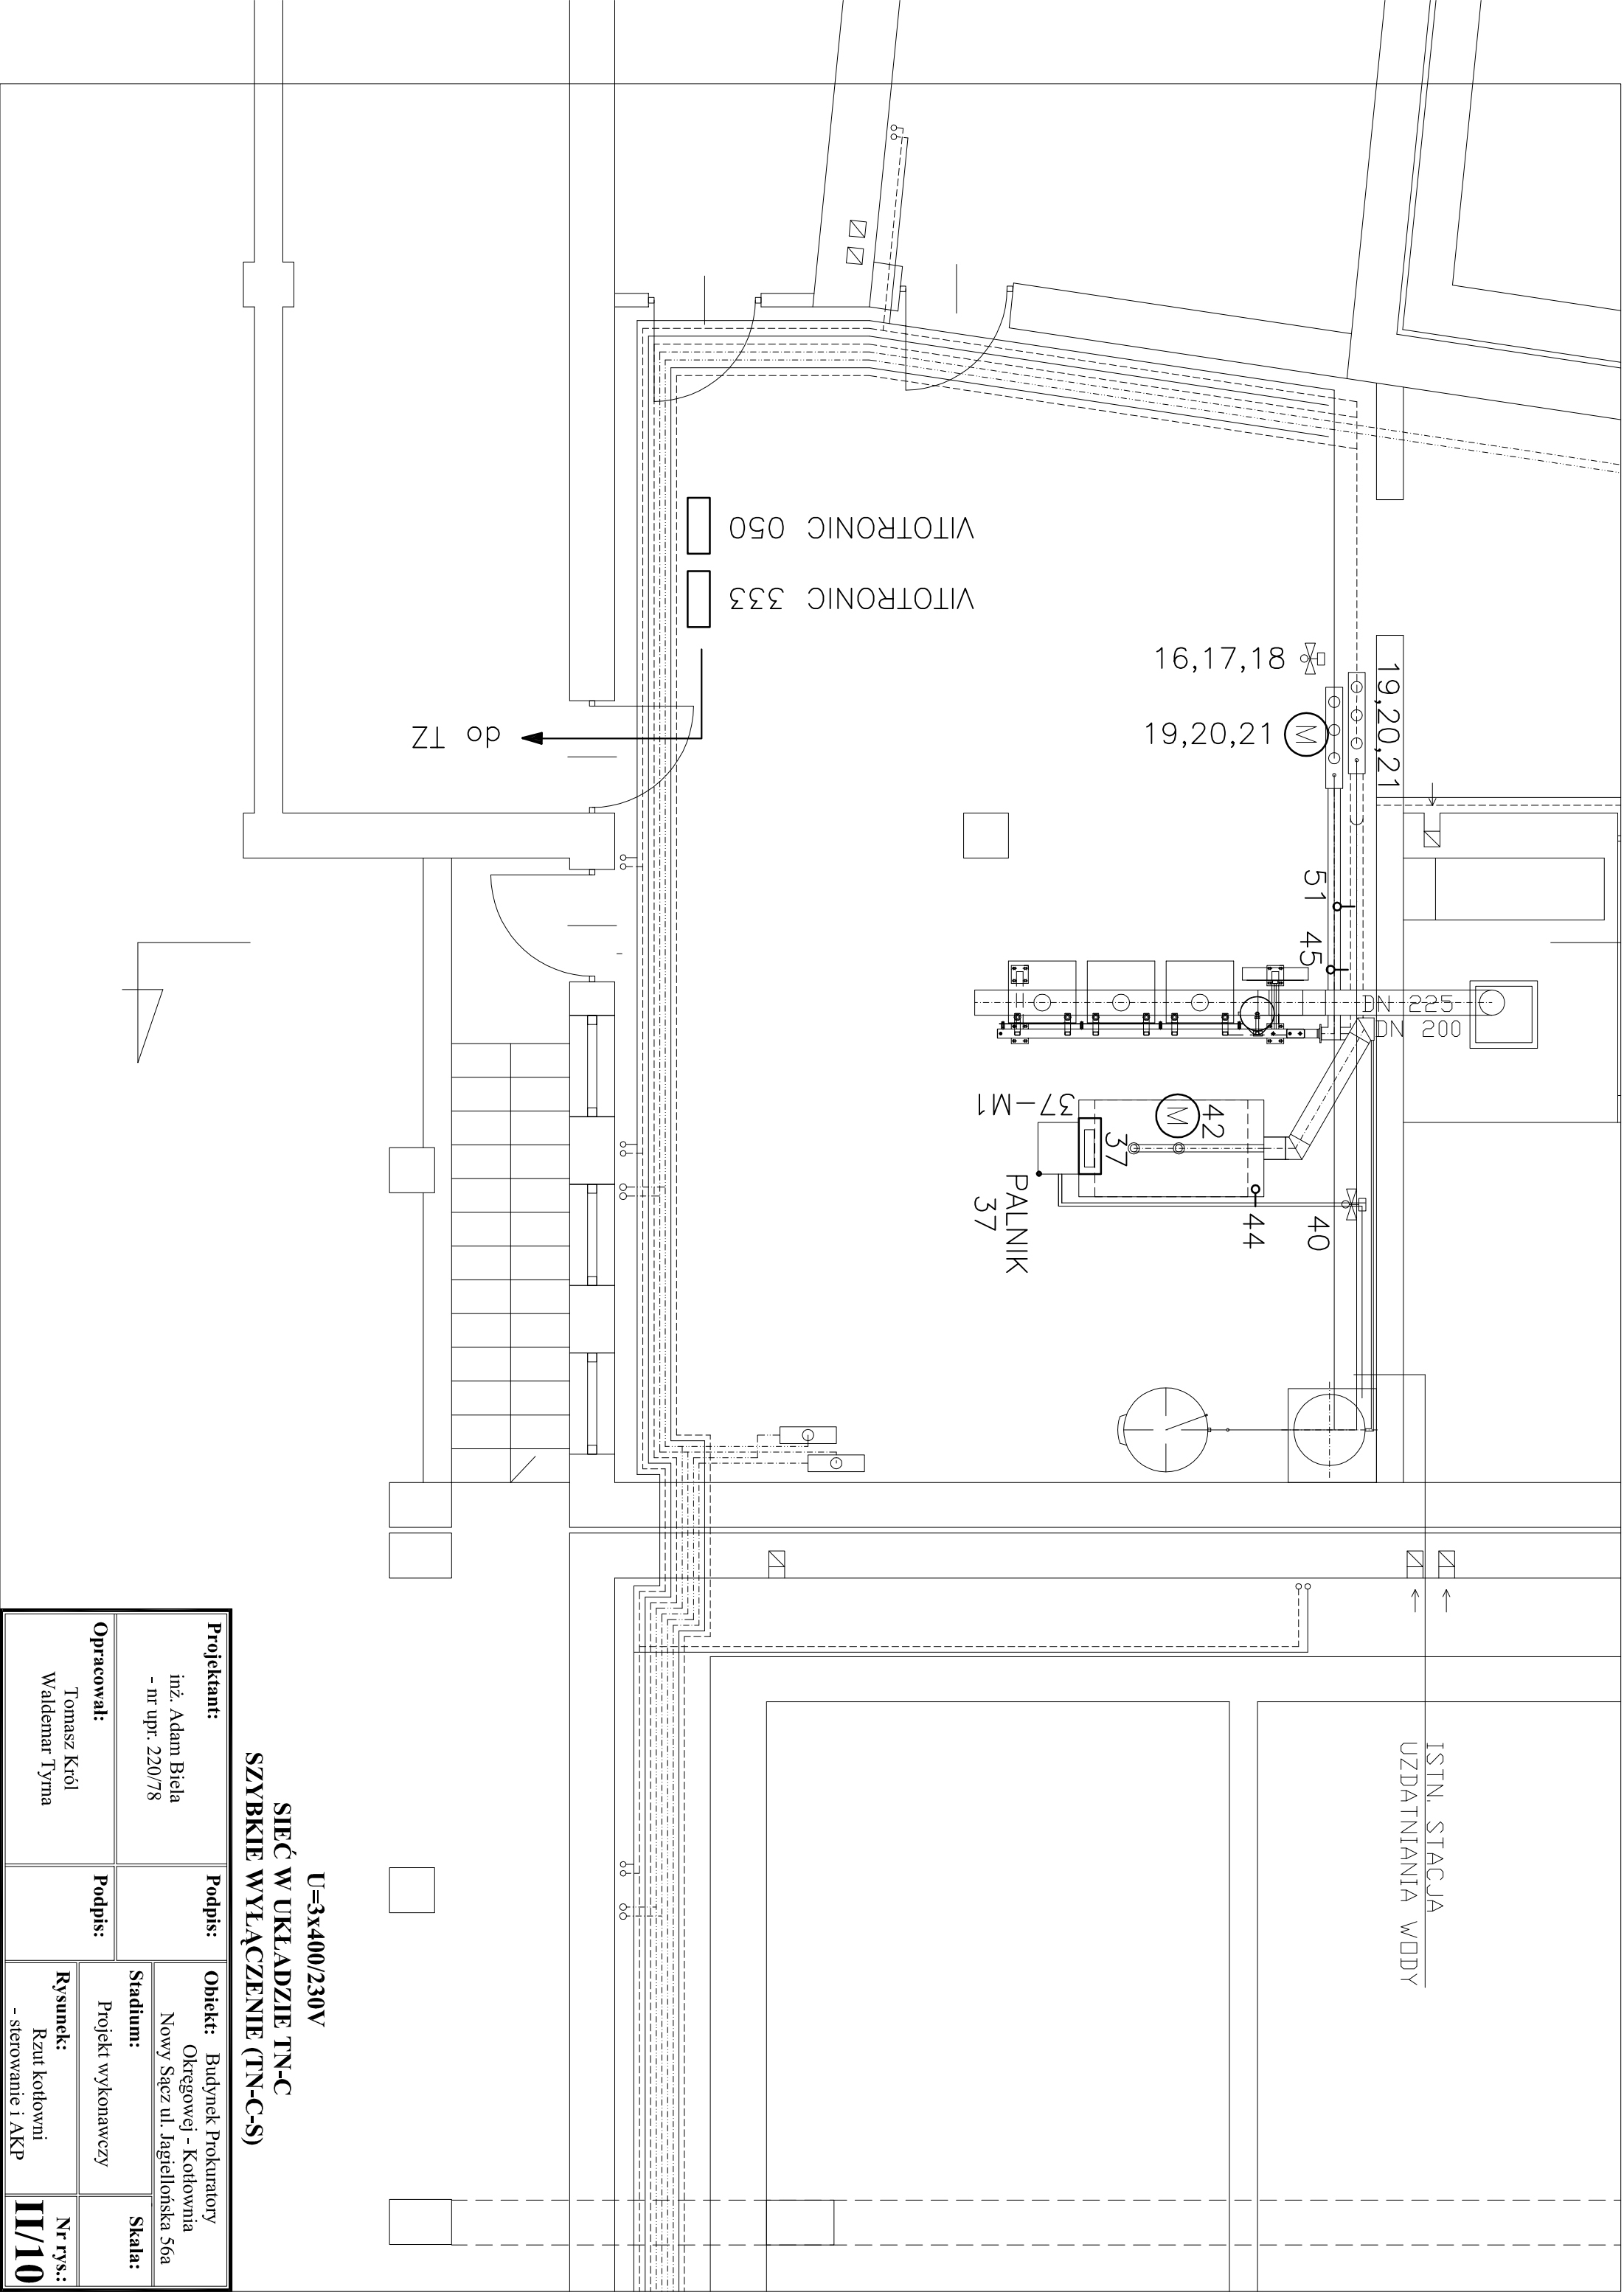 VITOTRONIC 050
VITOTRONIC 333
do TZ
16,17,18
19,20,21
M
19,20,21
51
45
DN 225
DN 200
37-M1
M
42
37
PALNIK
37
44
40
ISTN. STACJA
UZDATNIANIA WODY
U=3x400/230V
SIEĆ W UKŁADZIE TN-C
SZYBKIE WYŁĄCZENIE (TN-C-S)
Projektant:
inż. Adam Biela
- nr upr. 220/78
Podpis:
Opracował:
Tomasz Król
Waldemar Tyrna
Podpis:
Obiekt: Budynek Prokuratory
Okręgowej - Kotłownia
Nowy Sącz ul. Jagiellońska 56a
Stadium:
Projekt wykonawczy
Skala:
Rysunek:
Rzut kotłowni
- sterowanie i AKP
Nr rys.:
II/10